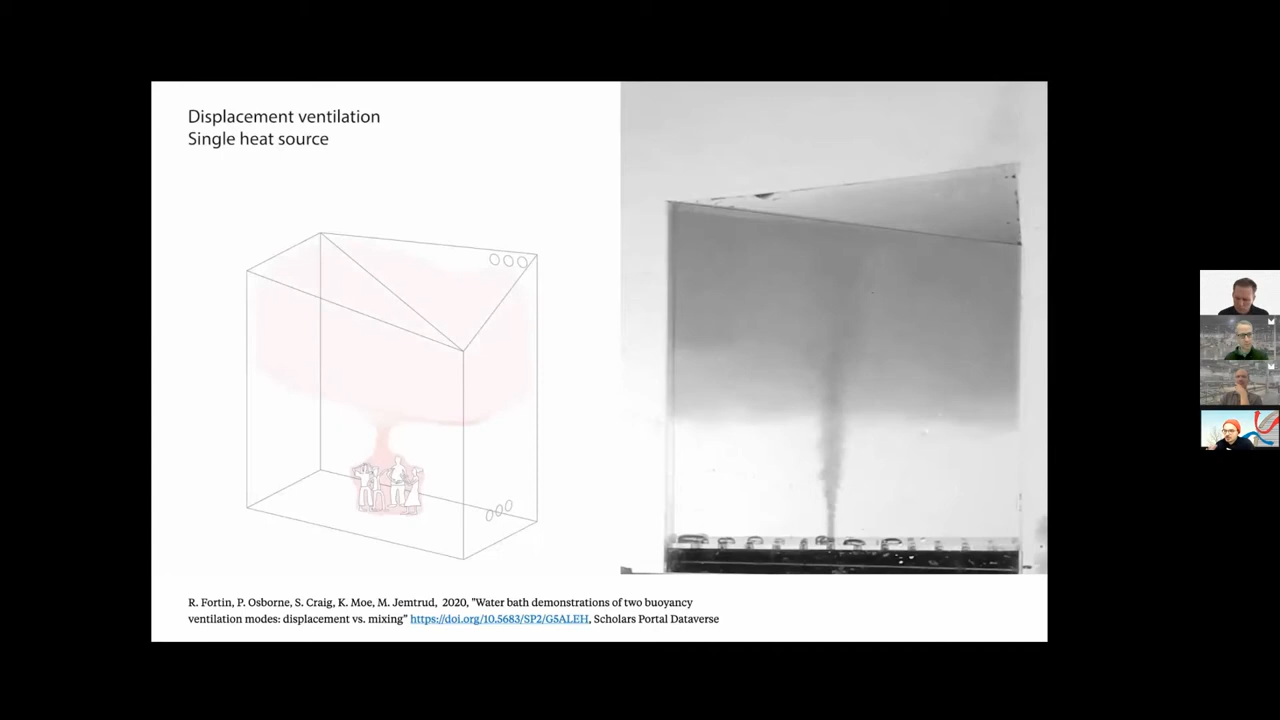 Displacement ventilation
Single heat source
R. Fortin, P. Osborne, S. Craig, K. Moe, M. Jemtrud, 2020, "Water bath demonstrations of two buoyancy
ventilation modes: displacement vs. mixing" https://doi.org/10.5683/SP2/G5ALEH, Scholars Portal Dataverse